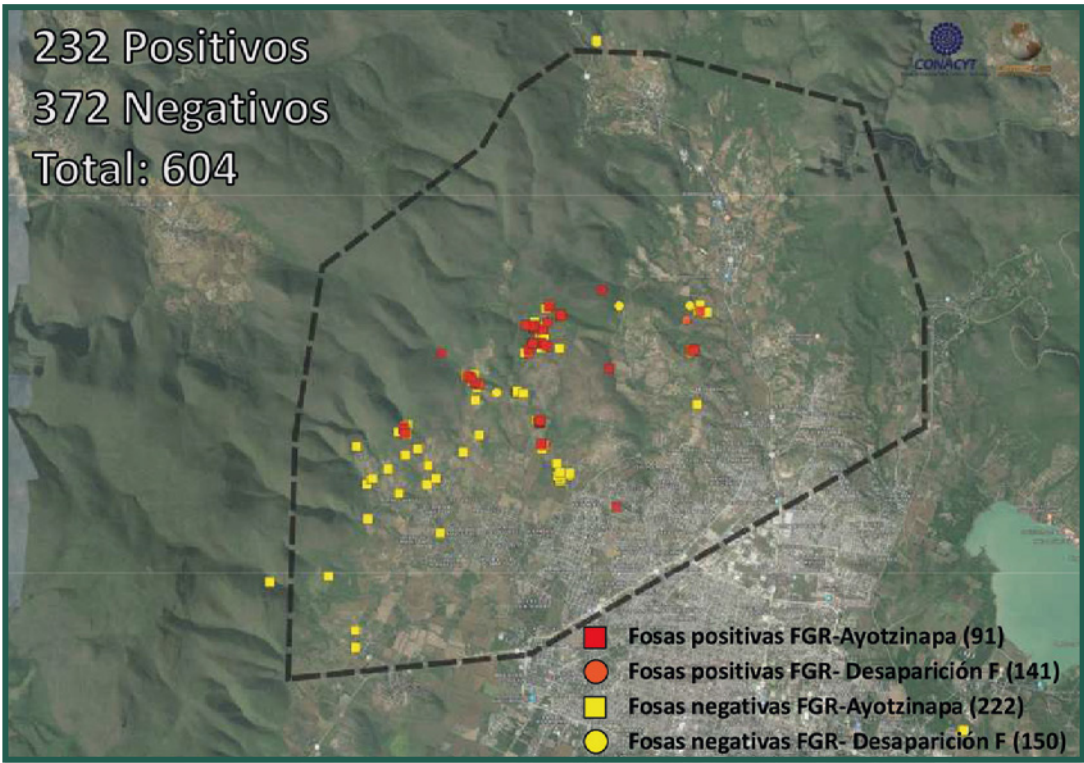 232 Positivos
372 Negativos
Total: 604
CONACYT
Fosas positivas FGR-Ayotzinapa (91)
Fosas positivas FGR- Desaparición F (141)
Fosas negativas FGR-Ayotzinapa (222)
Fosas negativas FGR- Desaparición F (150)